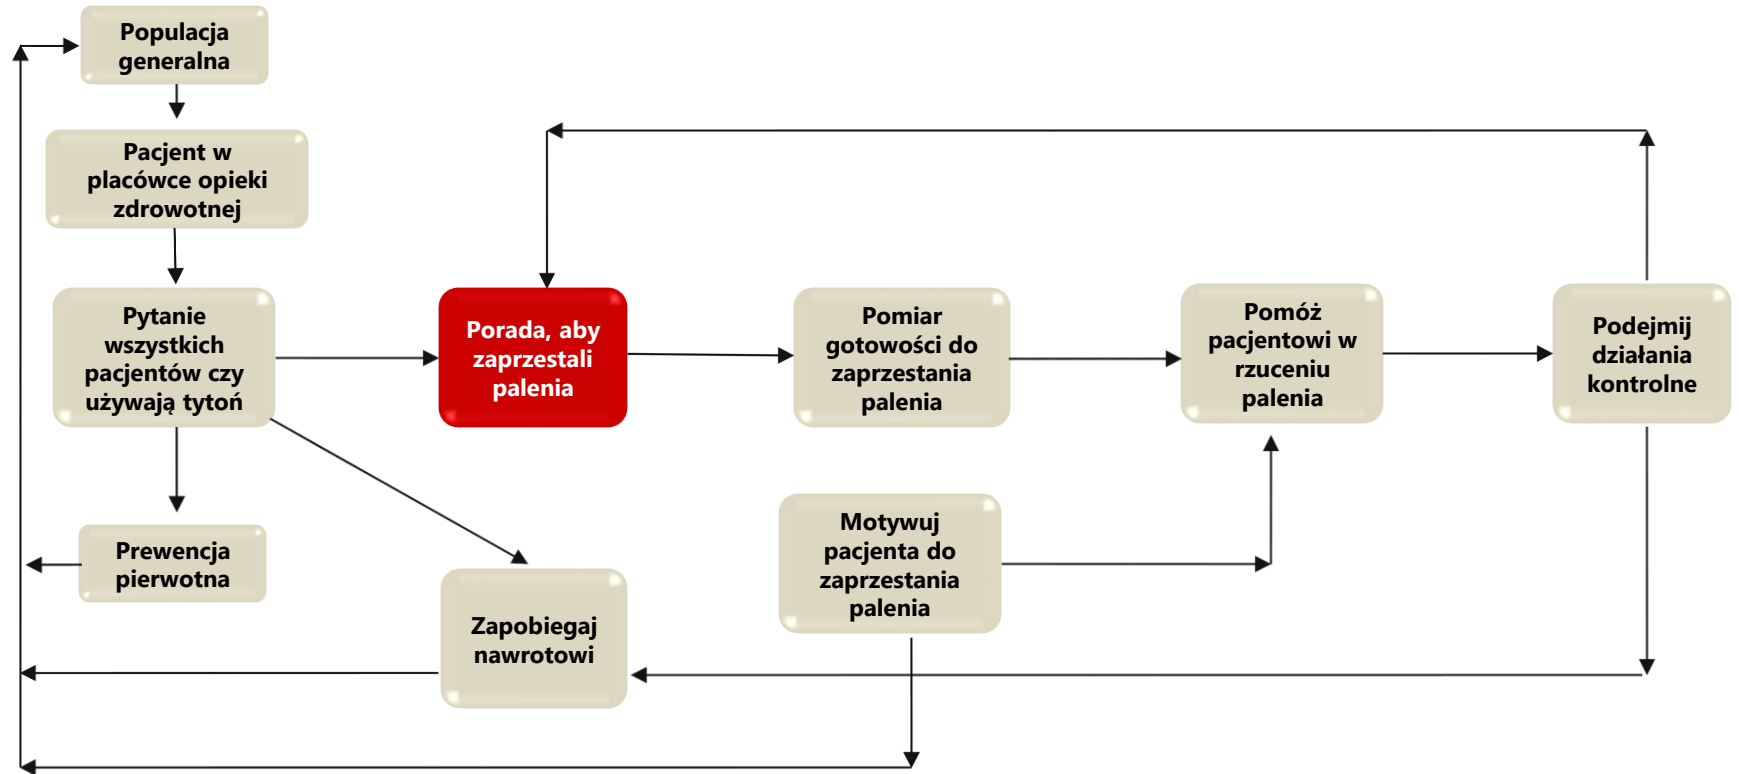 Populacja
generalna
Pacjent w
placówce opieki
zdrowotnej
Pytanie
wszystkich
pacjentów czy
używają tytoń
Porada, aby
zaprzestali
palenia
Pomiar
gotowości do
zaprzestania
palenia
Pomóż
pacjentowi w
rzuceniu
palenia
Podejmij
działania
kontrolne
Prewencja
pierwotna
Zapobiegaj
nawrotowi
Motywuj
pacjenta do
zaprzestania
palenia